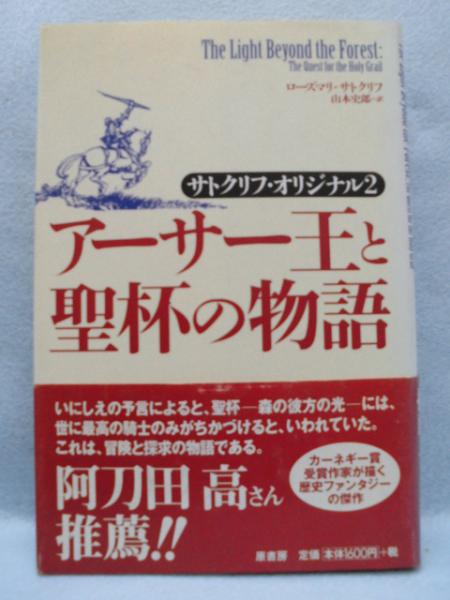 The Light Beyond the Forest:
The Quest for the Holy Grail
ローズマリ・サトクリフ
山本史郎=訳
サトクリフ・オリジナル2
アーサー王と
聖杯の物語
いにしえの予言によると、聖杯―森の彼方の光―には、
世に最高の騎士のみがちかづけると、いわれていた。
これは、冒険と探求の物語である。
阿刀田 高さん
推薦!!
カーネギー賞
受賞作家が描く
歴史ファンタジー
の傑作
原書房
定価 本体1600円+税